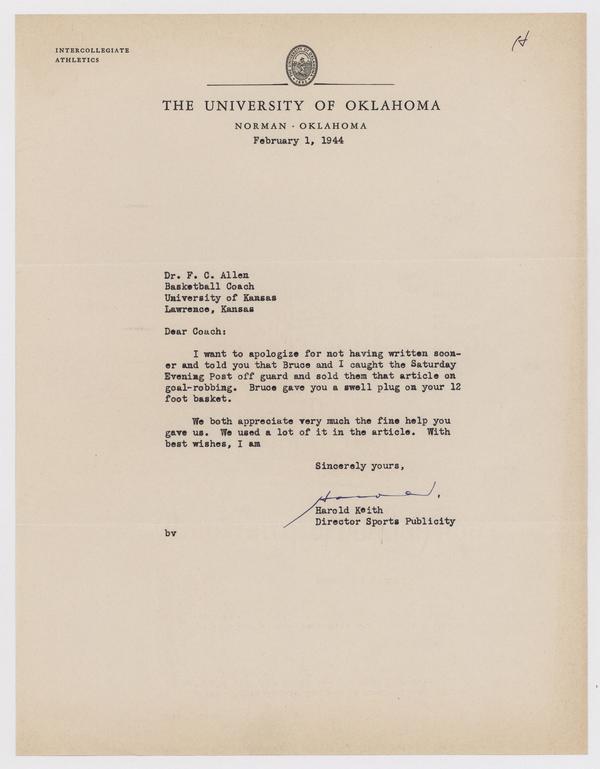 H
INTERCOLLEGIATE
ATHLETICS
THE UNIVERSITY OF OKLAHOMA
NORMAN · OKLAHOMA
February 1, 1944
Dr. F. C. Allen
Basketball Coach
University of Kansas
Lawrence, Kansas
Dear Coach:
I want to apologize for not having written soon-
er and told you that Bruce and I caught the Saturday
Evening Post off guard and sold them that article on
goal-robbing. Bruce gave you a swell plug on your 12
foot basket.
We both appreciate very much the fine help you
gave us. We used a lot of it in the article. With
best wishes, I am
Sincerely yours,
Harold.
Harold Keith
Director Sports Publicity
bv